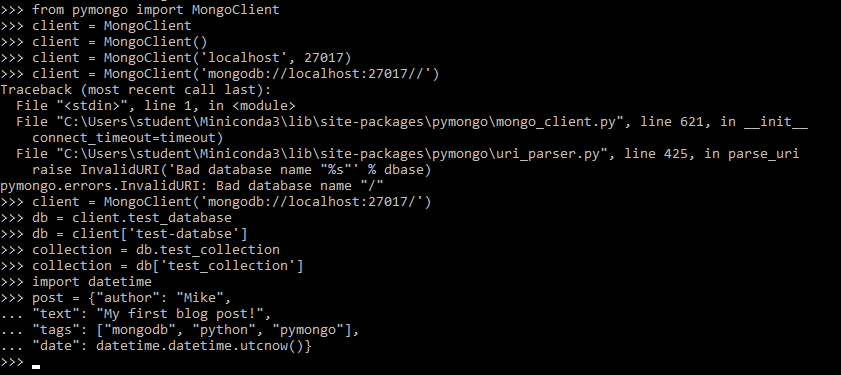 >>> from pymongo import MongoClient
>>> client = MongoClient
>>> client = MongoClient()
>>> client = MongoClient('localhost', 27017)
>>> client = MongoClient('mongodb://localhost:27017//')
Traceback (most recent call last):
  File "<stdin>", line 1, in <module>
  File "C:\Users\student\Miniconda3\lib\site-packages\pymongo\mongo_client.py", line 621, in __init__
    connect_timeout=timeout)
  File "C:\Users\student\Miniconda3\lib\site-packages\pymongo\uri_parser.py", line 425, in parse_uri
    raise InvalidURI('Bad database name "%s"' % dbase)
pymongo.errors.InvalidURI: Bad database name "/"
>>> client = MongoClient('mongodb://localhost:27017/')
>>> db = client.test_database
>>> db = client['test-databse']
>>> collection = db.test_collection
>>> collection = db['test_collection']
>>> import datetime
>>> post = {"author": "Mike",
... "text": "My first blog post!",
... "tags": ["mongodb", "python", "pymongo"],
... "date": datetime.datetime.utcnow()}
>>>